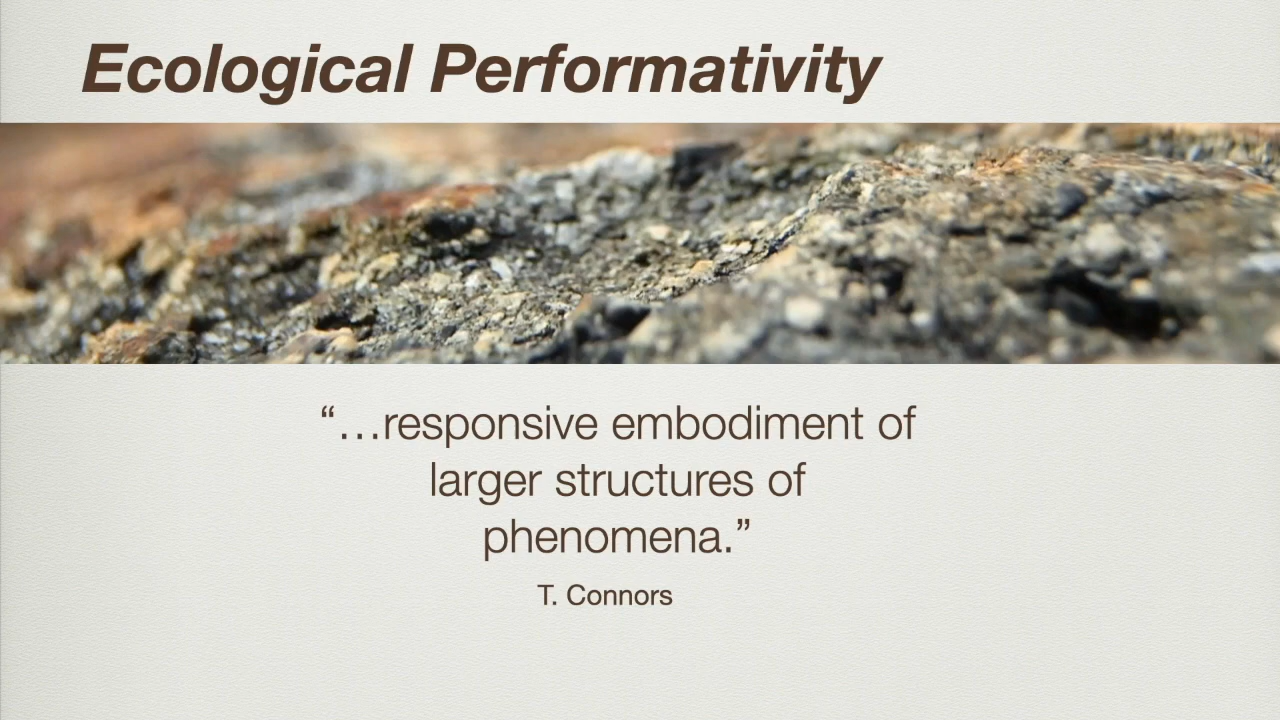 Ecological Performativity
“…responsive embodiment of
larger structures of
phenomena.”
T. Connors